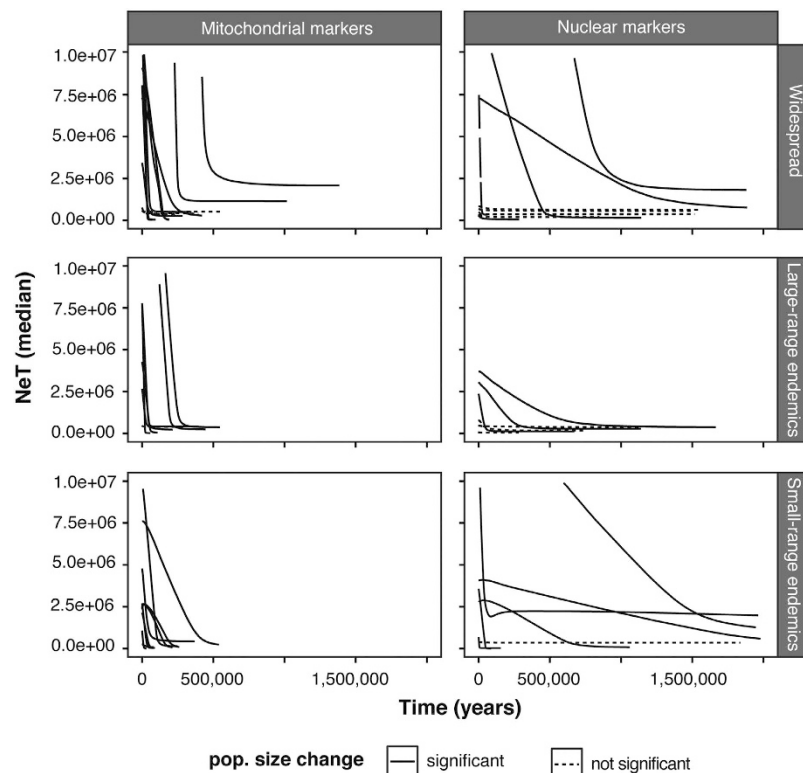 Mitochondrial markers
Nuclear markers
1.0e+07
7.5e+06
5.0e+06
2.5e+06
0.0e+00
Widespread
1.0e+07
7.5e+06
5.0e+06
2.5e+06
0.0e+00
Large-range endemics
NeT (median)
1.0e+07
7.5e+06
5.0e+06
2.5e+06
0.0e+00
Small-range endemics
0
500,000
1,500,000
0
500,000
1,500,000
Time (years)
pop. size change
significant
not significant